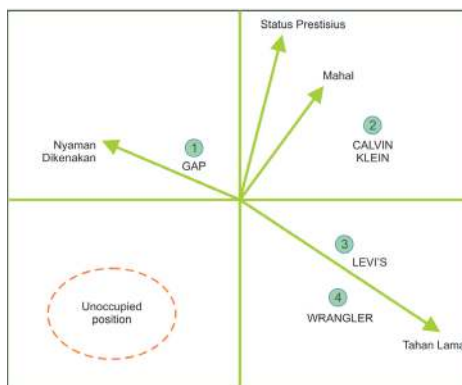 Status Prestisius
Mahal
2
CALVIN
KLEIN
Nyaman
Dikenakan
1
GAP
3
LEVI'S
4
WRANGLER
Unoccupied
position
Tahan Lama